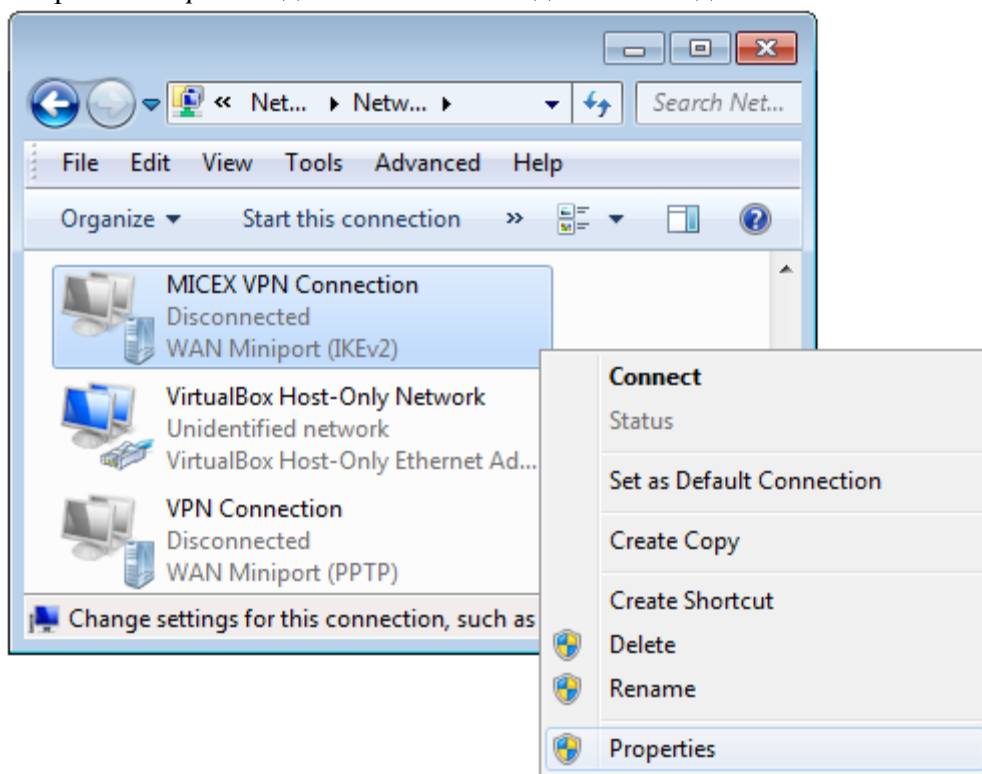 « Net... Netw... Search Net...
File Edit View Tools Advanced Help
Organize Start this connection »
MICEX VPN Connection
Disconnected
WAN Miniport (IKEv2)
VirtualBox Host-Only Network
Unidentified network
VirtualBox Host-Only Ethernet Ad...
VPN Connection
Disconnected
WAN Miniport (PPTP)
Change settings for this connection, such as
Connect
Status
Set as Default Connection
Create Copy
Create Shortcut
Delete
Rename
Properties